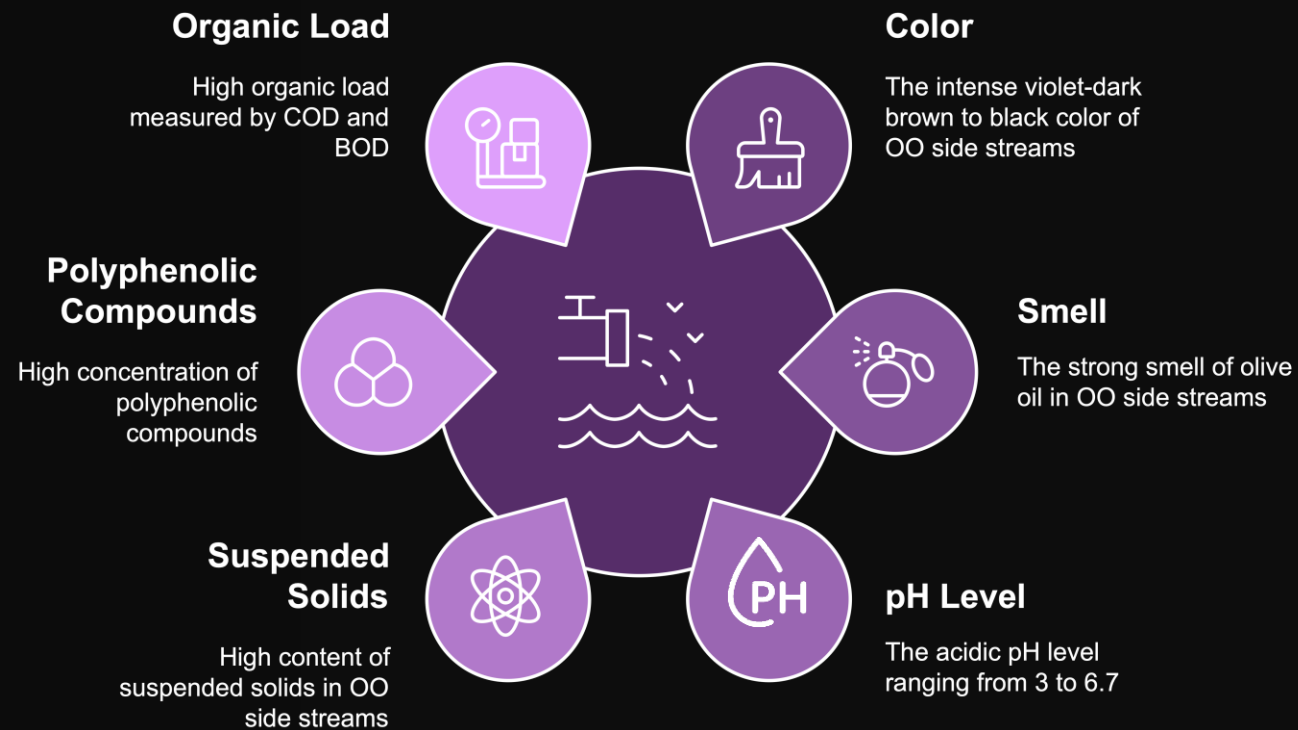 Organic Load
High organic load
measured by COD and
BOD
Color
The intense violet-dark
brown to black color of
OO side streams
Polyphenolic
Compounds
High concentration of
polyphenolic
compounds
Smell
The strong smell of olive
oil in OO side streams
Suspended
Solids
High content of
suspended solids in OO
side streams
PH
pH Level
The acidic pH level
ranging from 3 to 6.7